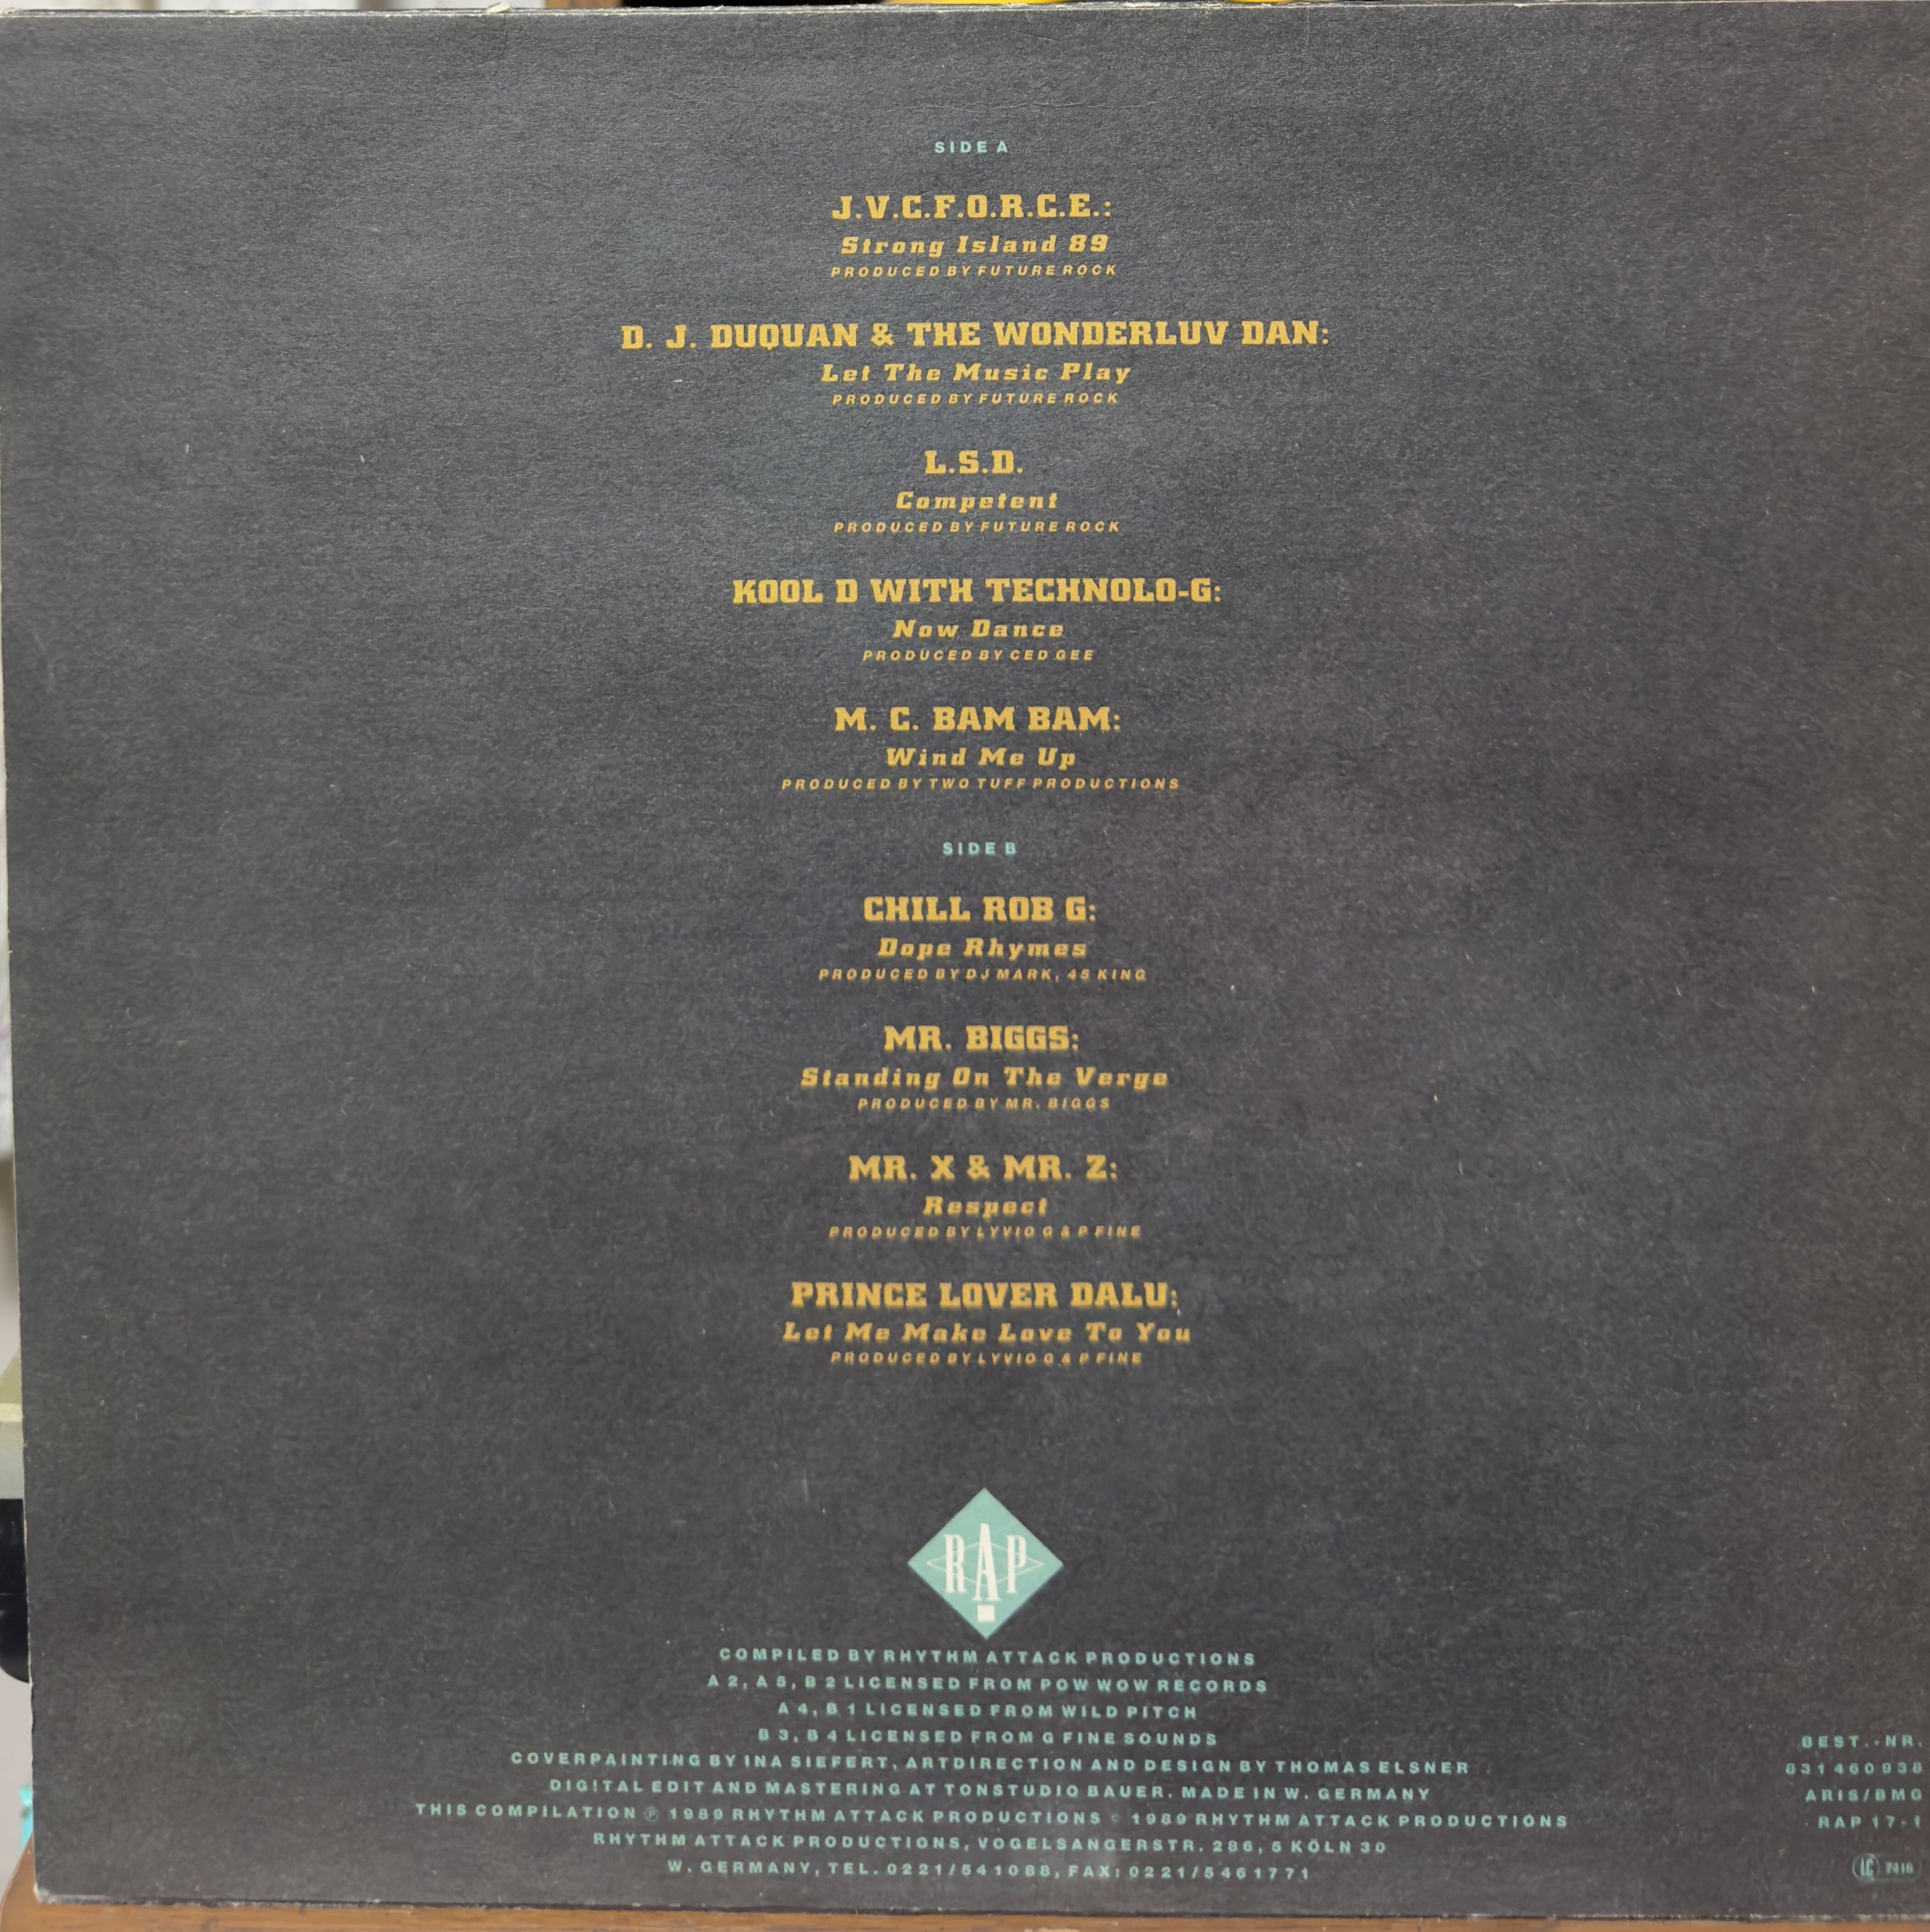 SIDE A
J.V.C.F.O.R.C.E.:
Strong Island 89
PRODUCED BY FUTURE ROCK
D. J. DUQUAN & THE WONDERLUV DAN:
Let The Music Play
PRODUCED BY FUTURE ROCK
L.S.D.
Competent
PRODUCED BY FUTURE ROCK
KOOL D WITH TECHNOLO-G:
Now Dance
PRODUCED BY CED GEE
M. C. BAM BAM:
Wind Me Up
PRODUCED BY TWO TUFF PRODUCTIONS
SIDE B
CHILL ROB G:
Dope Rhymes
PRODUCED BY DJ MARK, 45 KING
MR. BIGGS:
Standing On The Verge
PRODUCED BY MR. BIGGS
MR. X & MR. Z:
Respect
PRODUCED BY LYVIO G & P FINE
PRINCE LOVER DALU:
Let Me Make Love To You
PRODUCED BY LYVIO G & P FINE
RAP
COMPILED BY RHYTHM ATTACK PRODUCTIONS
A 2, A 5, B 2 LICENSED FROM POW WOW RECORDS
A 4, B 1 LICENSED FROM WILD PITCH
B 3, B 4 LICENSED FROM G FINE SOUNDS
COVERPAINTING BY INA SIEFERT, ARTDIRECTION AND DESIGN BY THOMAS ELSNER
DIGITAL EDIT AND MASTERING AT TONSTUDIO BAUER. MADE IN W. GERMANY
THIS COMPILATION ℗ 1989 RHYTHM ATTACK PRODUCTIONS © 1989 RHYTHM ATTACK PRODUCTIONS
RHYTHM ATTACK PRODUCTIONS, VOGELSANGERSTR. 286, 5 KÖLN 30
W. GERMANY, TEL. 0221/541088, FAX: 0221/5461771
BEST.-NR.
831460938
ARIS/BMG
RAP 17-1
LC 7416